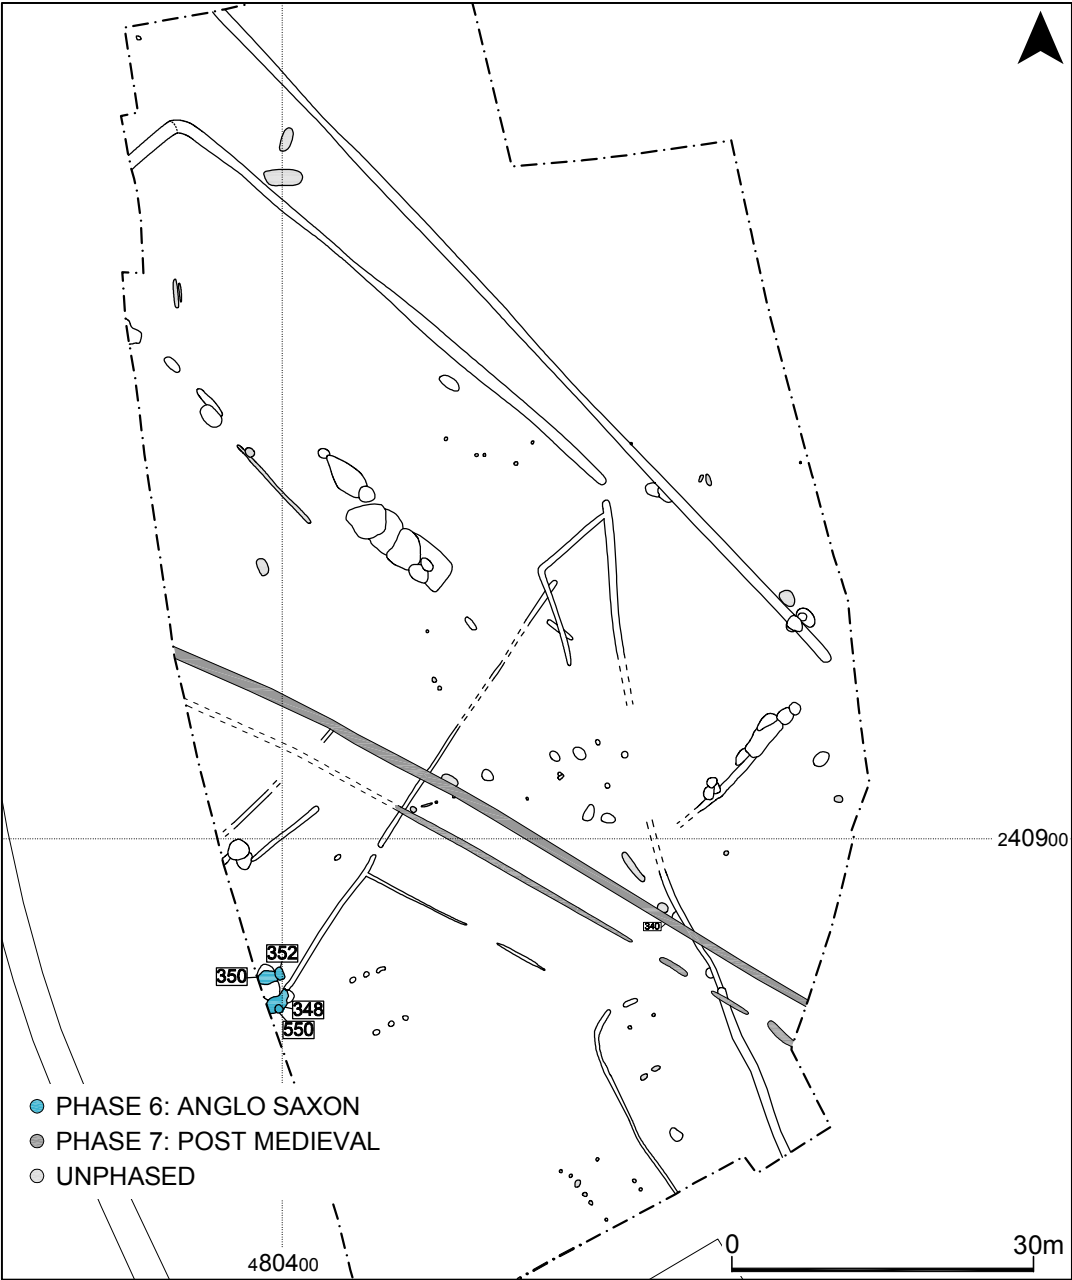 240900
340
352
350
348
550
PHASE 6: ANGLO SAXON
PHASE 7: POST MEDIEVAL
UNPHASED
0 30m
480400